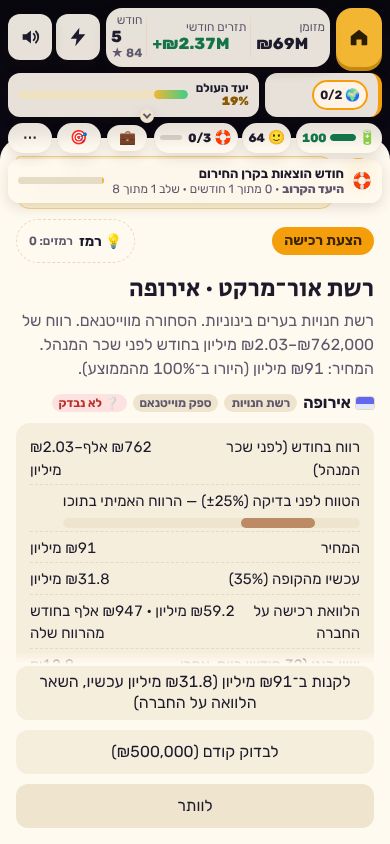 מזומן
₪69M
תזרים חודשי
+₪2.37M
חודש
5
★ 84
🌍 0/2
יעד העולם
19%
🔋 100
🙂 64
🛟 0/3
💼
🎯
⋯
🛟 חודש הוצאות בקרן החירום
היעד הקרוב · 0 מתוך 1 חודשים · שלב 1 מתוך 8
הצעת רכישה
💡 רמז רמזים: 0
רשת אור־מרקט · אירופה
רשת חנויות בערים בינוניות. הסחורה מווייטנאם. רווח של
₪762,000–₪2.03 מיליון בחודש לפני שכר המנהל.
המחיר: ₪91 מיליון (היורו ב־100% מהממוצע).
אירופה רשת חנויות ספק מוייטנאם ❔ לא נבדק
רווח בחודש (לפני שכר ₪762 אלף–₪2.03
המנהל) מיליון
הטווח לפני בדיקה (±25%) — הרווח האמיתי בתוכו
המחיר ₪91 מיליון
עכשיו מהקופה (35%) ₪31.8 מיליון
הלוואת רכישה על ₪59.2 מיליון · ₪947 אלף בחודש
החברה מהרווח שלה
לקנות ב־₪91 מיליון (₪31.8 מיליון עכשיו, השאר
הלוואה על החברה)
לבדוק קודם (₪500,000)
לוותר